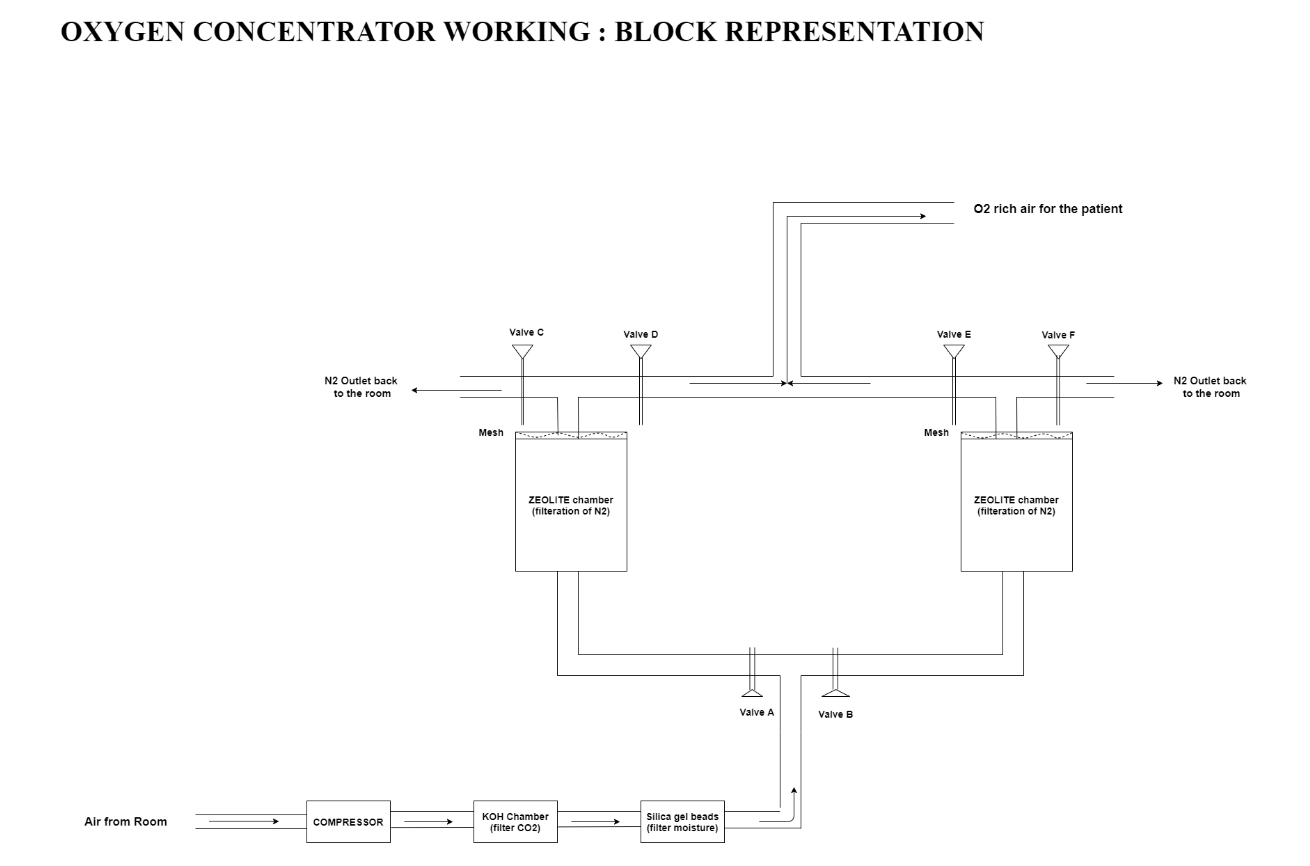 OXYGEN CONCENTRATOR WORKING : BLOCK REPRESENTATION
O2 rich air for the patient
Valve C
Valve D
Valve E
Valve F
N2 Outlet back
to the room
N2 Outlet back
to the room
Mesh
Mesh
ZEOLITE chamber
(filteration of N2)
ZEOLITE chamber
(filteration of N2)
Valve A
Valve B
Air from Room
COMPRESSOR
KOH Chamber
(filter CO2)
Silica gel beads
(filter moisture)